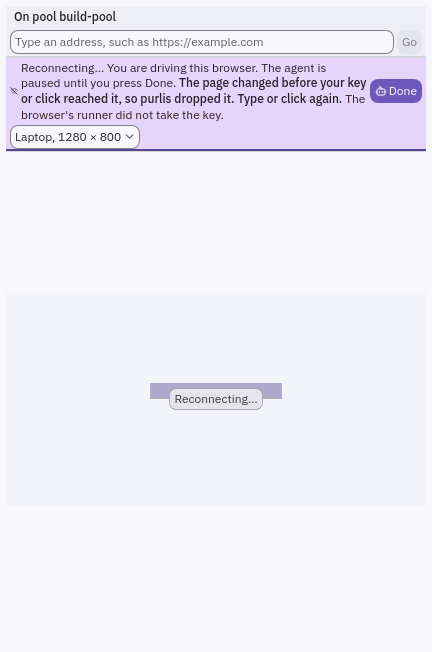 On pool build-pool
Type an address, such as https://example.com
Go
Reconnecting... You are driving this browser. The agent is
paused until you press Done. The page changed before your key
or click reached it, so purlis dropped it. Type or click again. The
browser's runner did not take the key.
Done
Laptop, 1280 × 800
Reconnecting...